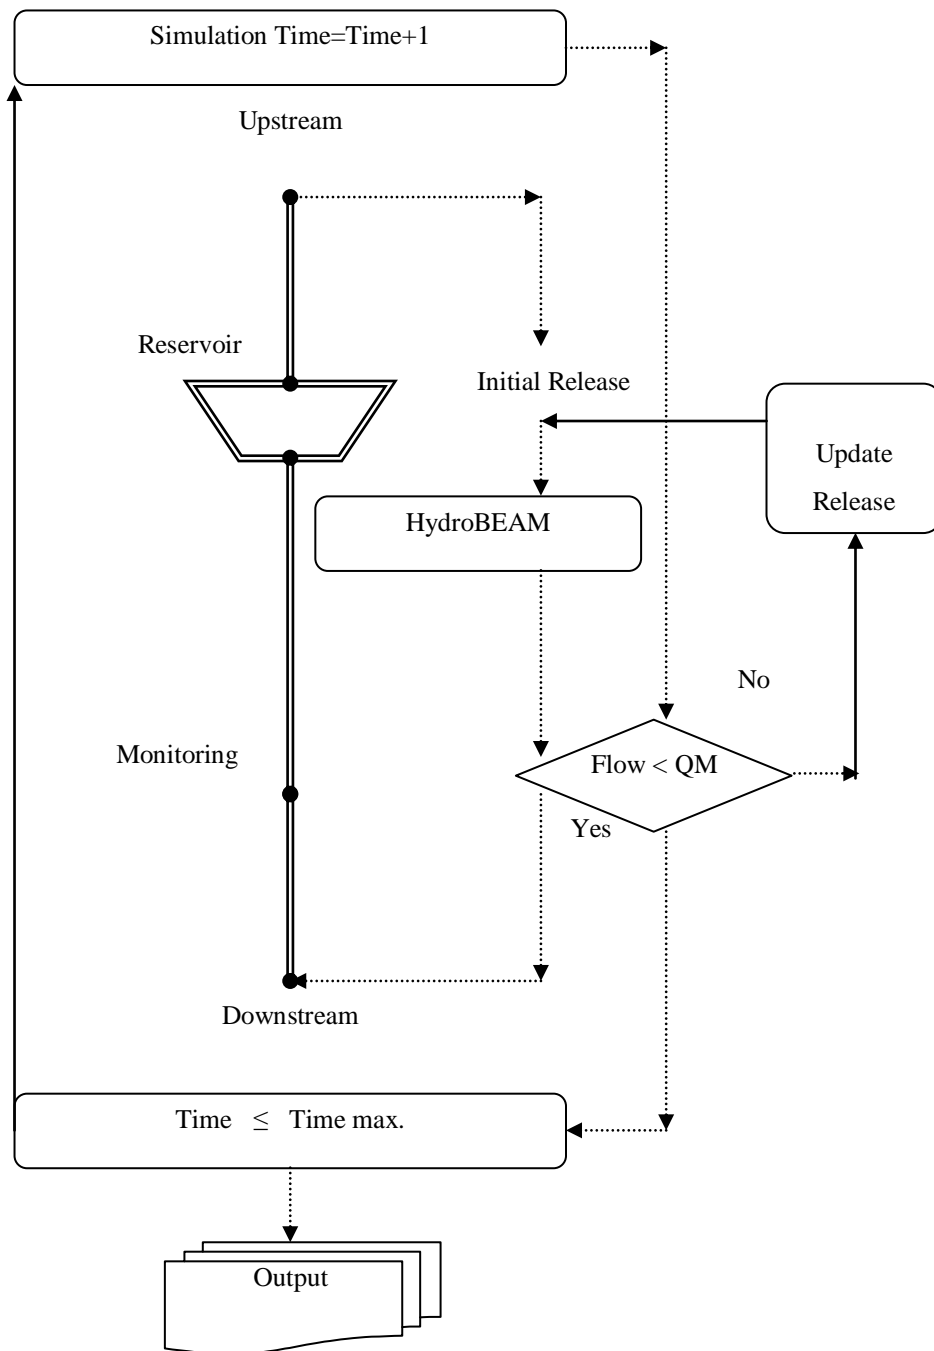 Simulation Time=Time+1
Upstream
Reservoir
Initial Release
Update
Release
HydroBEAM
No
Monitoring
Flow < QM
Yes
Downstream
Time ≤ Time max.
Output